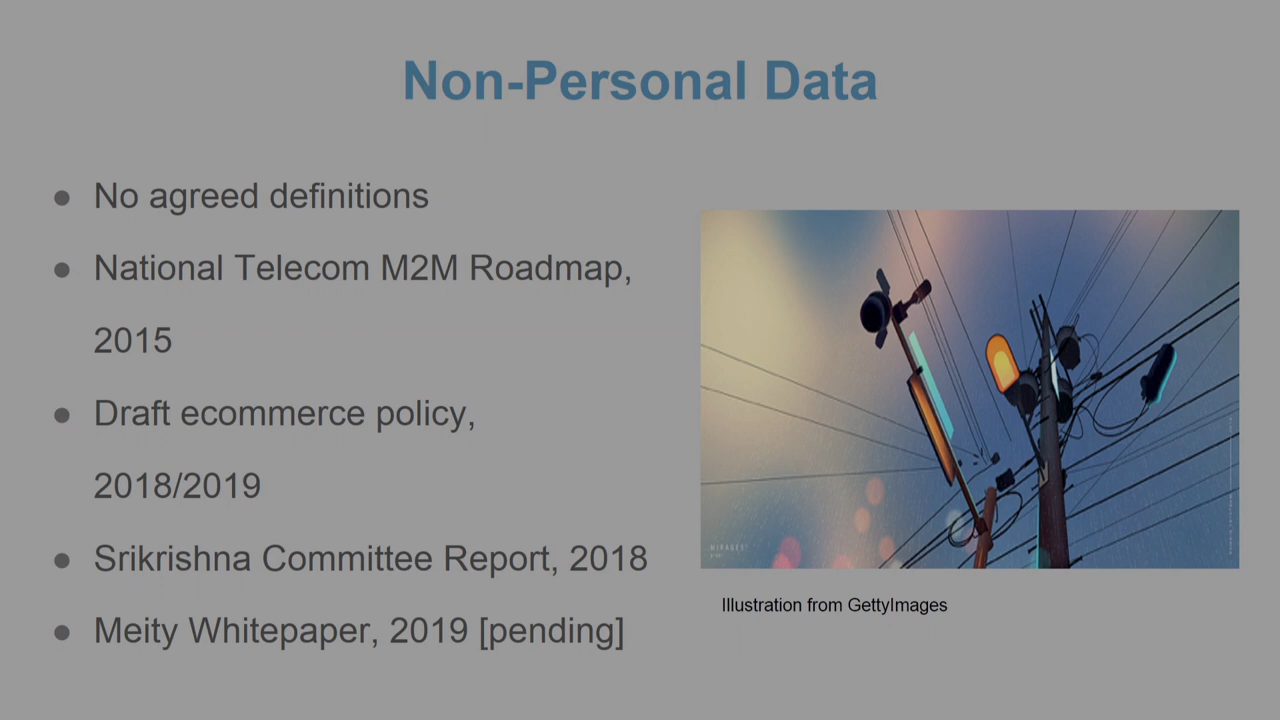 Non-Personal Data
● No agreed definitions
● National Telecom M2M Roadmap,
2015
● Draft ecommerce policy,
2018/2019
● Srikrishna Committee Report, 2018
● Meity Whitepaper, 2019 [pending]
Illustration from GettyImages